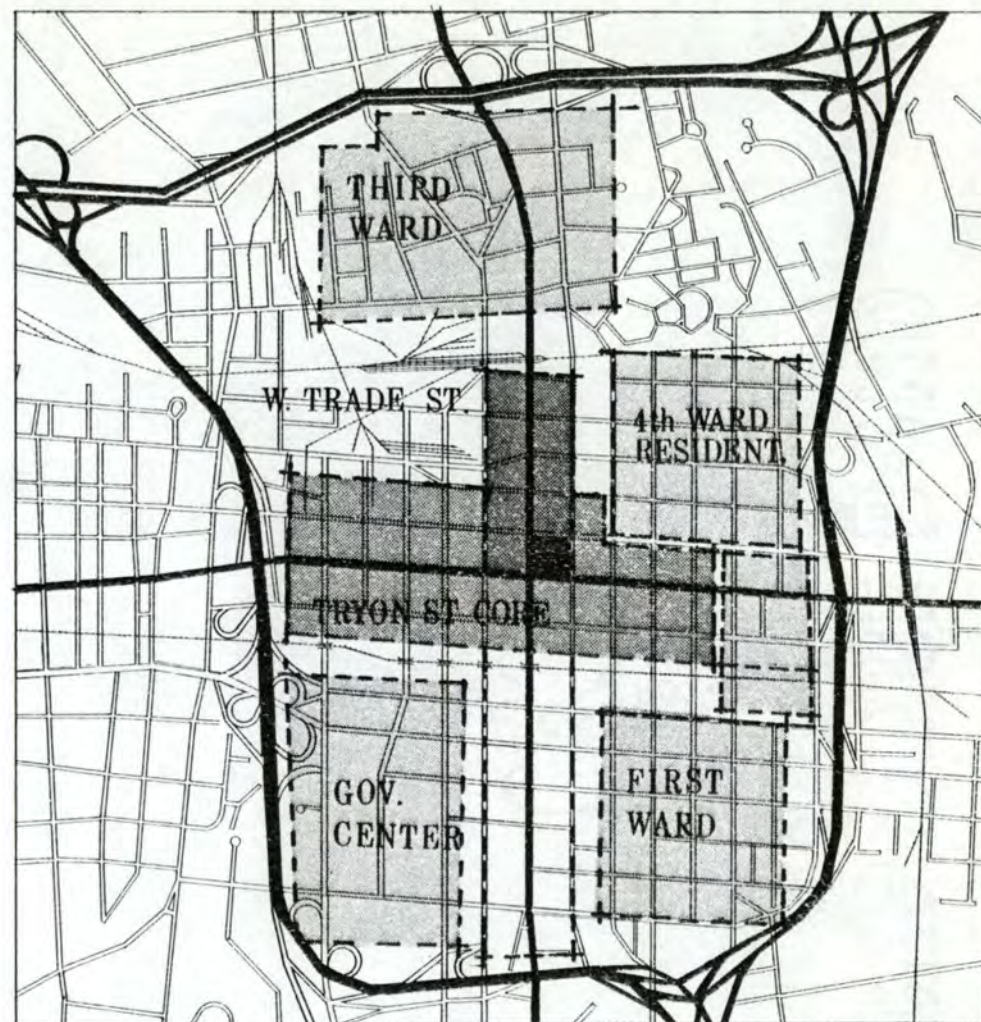 THIRD
WARD
W. TRADE ST.
4th WARD
RESIDENT.
TRYON ST CORE
GOV.
CENTER
FIRST
WARD